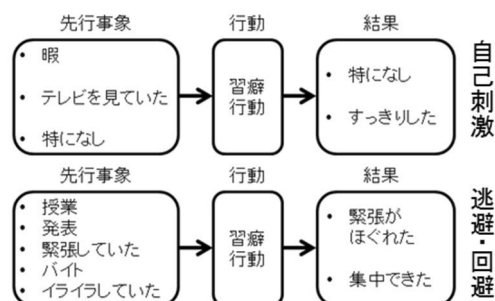 先行事象
行動
結果
• 暇
• テレビを見ていた
• 特になし
習癖
行動
• 特になし
• すっきりした
自己刺激
先行事象
行動
結果
• 授業
• 発表
• 緊張していた
• バイト
• イライラしていた
習癖
行動
• 緊張が
ほぐれた
• 集中できた
逃避・回避